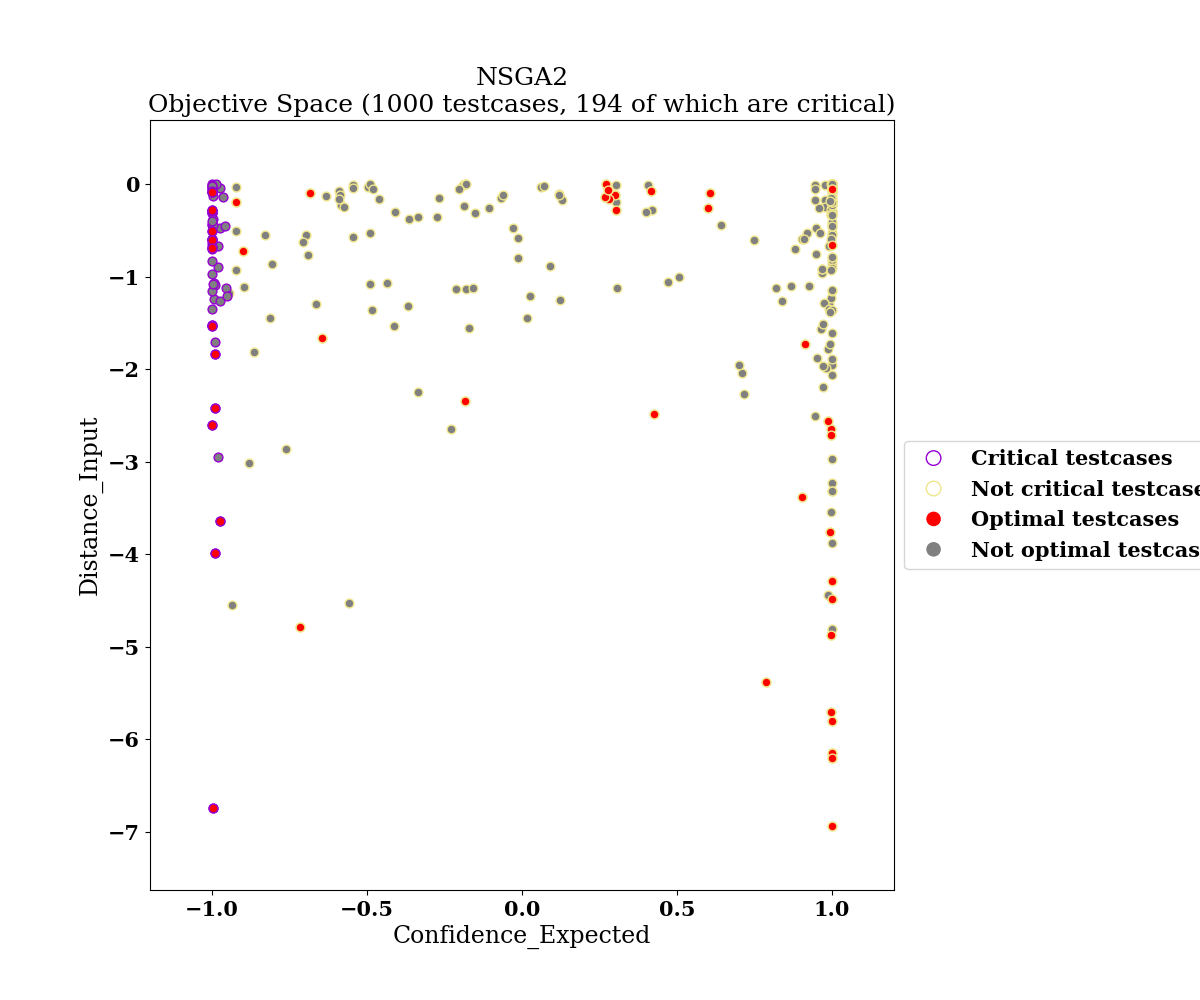 NSGA2
Objective Space (1000 testcases, 194 of which are critical)
0
−1
−2
−3
−4
−5
−6
−7
Distance_Input
−1.0
−0.5
0.0
0.5
1.0
Confidence_Expected
Critical testcases
Not critical testcase
Optimal testcases
Not optimal testcas